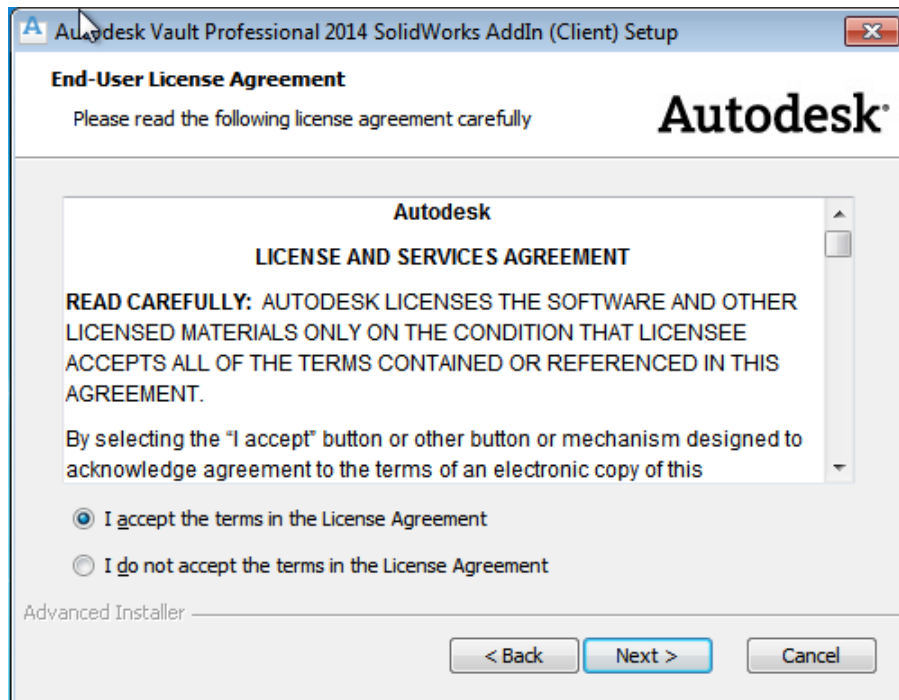 Autodesk Vault Professional 2014 SolidWorks AddIn (Client) Setup
End-User License Agreement
Please read the following license agreement carefully
Autodesk
Autodesk
LICENSE AND SERVICES AGREEMENT
READ CAREFULLY: AUTODESK LICENSES THE SOFTWARE AND OTHER
LICENSED MATERIALS ONLY ON THE CONDITION THAT LICENSEE
ACCEPTS ALL OF THE TERMS CONTAINED OR REFERENCED IN THIS
AGREEMENT.
By selecting the “I accept” button or other button or mechanism designed to
acknowledge agreement to the terms of an electronic copy of this
I accept the terms in the License Agreement
I do not accept the terms in the License Agreement
Advanced Installer
< Back
Next >
Cancel